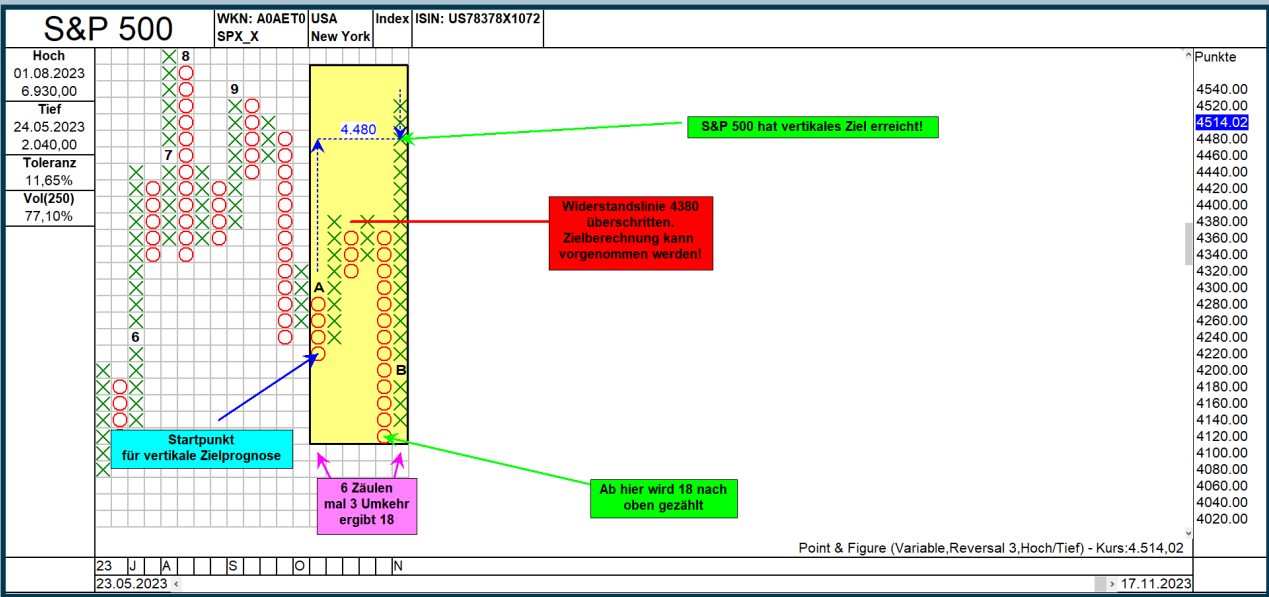 S&P 500
WKN: A0AET0
SPX_X
USA
New York
Index
ISIN: US78378X1072
Hoch
01.08.2023
6.930,00
Tief
24.05.2023
2.040,00
Toleranz
11,65%
Vol(250)
77,10%
8
9
7
6
A
B
4.480
S&P 500 hat vertikales Ziel erreicht!
Widerstandslinie 4380
überschritten.
Zielberechnung kann
vorgenommen werden!
Startpunkt
für vertikale Zielprognose
6 Zäulen
mal 3 Umkehr
ergibt 18
Ab hier wird 18 nach
oben gezählt
Punkte
4540.00
4520.00
4514.02
4480.00
4460.00
4440.00
4420.00
4400.00
4380.00
4360.00
4340.00
4320.00
4300.00
4280.00
4260.00
4240.00
4220.00
4200.00
4180.00
4160.00
4140.00
4120.00
4100.00
4080.00
4060.00
4040.00
4020.00
Point & Figure (Variable,Reversal 3,Hoch/Tief) - Kurs:4.514,02
23 J A S O N
23.05.2023
17.11.2023